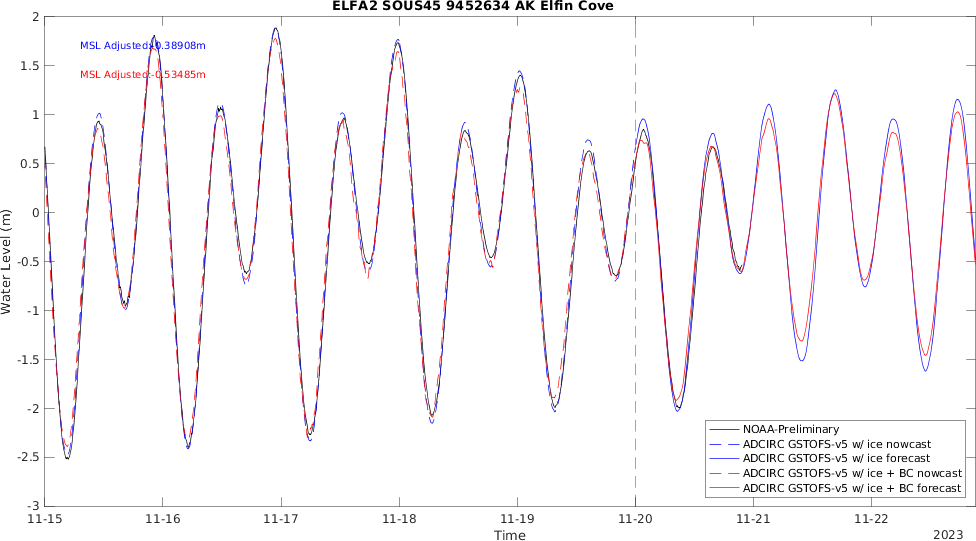 ELFA2 SOUS45 9452634 AK Elfin Cove
MSL Adjusted:-0.38908m
MSL Adjusted:-0.53485m
Water Level (m)
2
1.5
1
0.5
0
-0.5
-1
-1.5
-2
-2.5
-3
NOAA-Preliminary
ADCIRC GSTOFS-v5 w/ ice nowcast
ADCIRC GSTOFS-v5 w/ ice forecast
ADCIRC GSTOFS-v5 w/ ice + BC nowcast
ADCIRC GSTOFS-v5 w/ ice + BC forecast
11-15 11-16 11-17 11-18 11-19 11-20 11-21 11-22
Time
2023